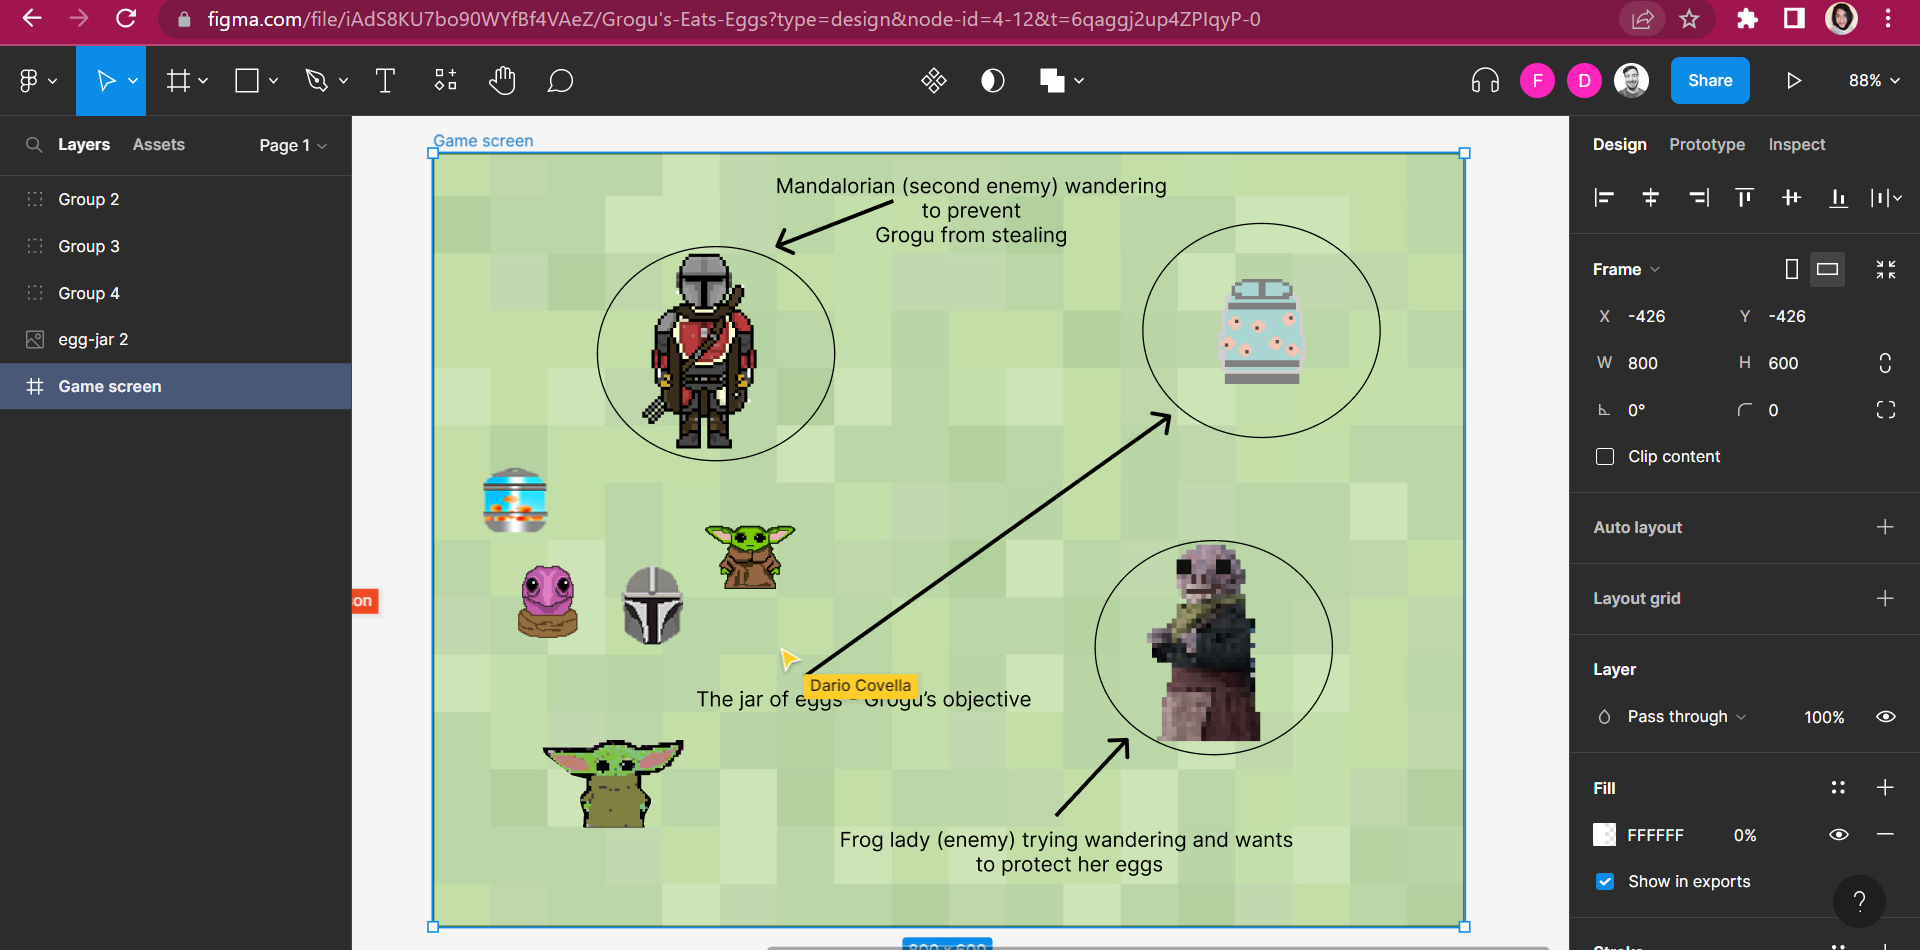 figma.com/file/iAdS8KU7bo90WYfBf4VAeZ/Grogu's-Eats-Eggs?type=design&node-id=4-12&t=6qaggj2up4ZPIqyP-0
F
D
Share
88%
Layers
Assets
Page 1
Group 2
Group 3
Group 4
egg-jar 2
Game screen
Game screen
Mandalorian (second enemy) wandering
to prevent
Grogu from stealing
on
Dario Covella
The jar of eggs - Grogu's objective
Frog lady (enemy) trying wandering and wants
to protect her eggs
800 x 600
Design
Prototype
Inspect
Frame
X -426
Y -426
W 800
H 600
0°
0
Clip content
Auto layout
Layout grid
Layer
Pass through
100%
Fill
FFFFFF
0%
Show in exports
?
Stroke